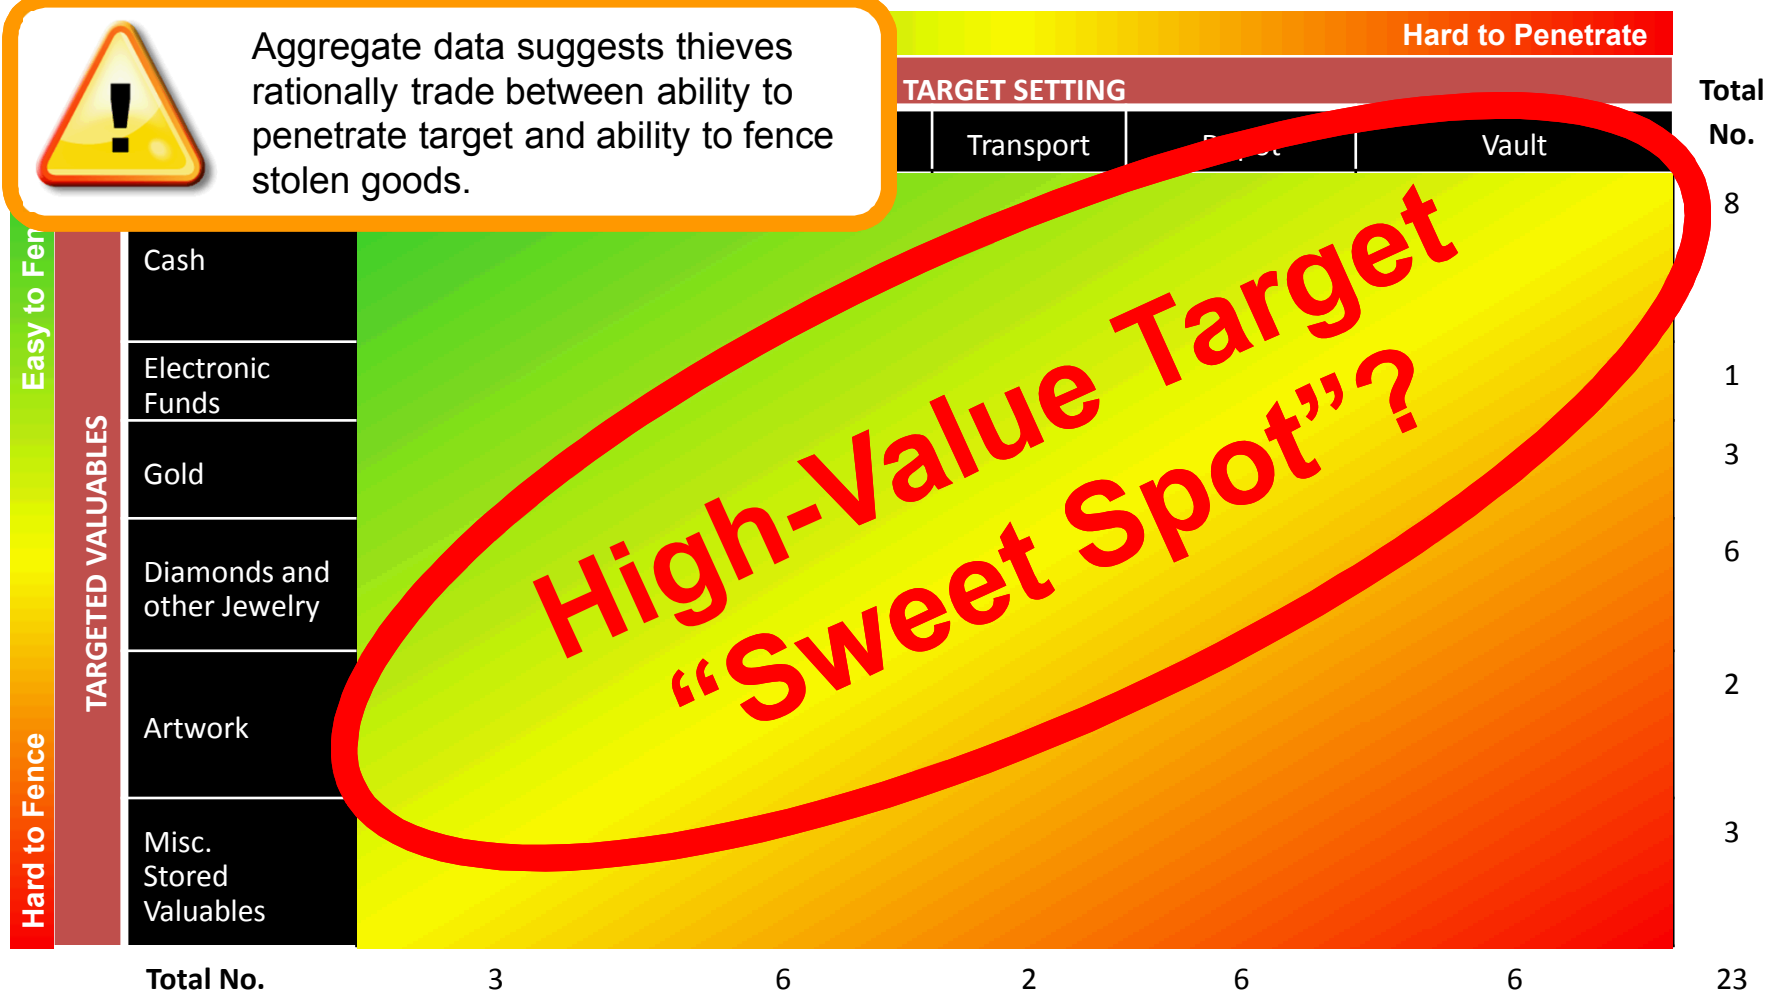 Aggregate data suggests thieves
rationally trade between ability to
penetrate target and ability to fence
stolen goods.
Hard to Penetrate
TARGET SETTING
Total
No.
Transport
Vault
8
Easy to Fen
Cash
Electronic
Funds
1
TARGETED VALUABLES
Gold
3
Diamonds and
other Jewelry
6
Artwork
2
Hard to Fence
Misc.
Stored
Valuables
3
High-Value Target
“Sweet Spot”?
Total No. 3 6 2 6 6 23